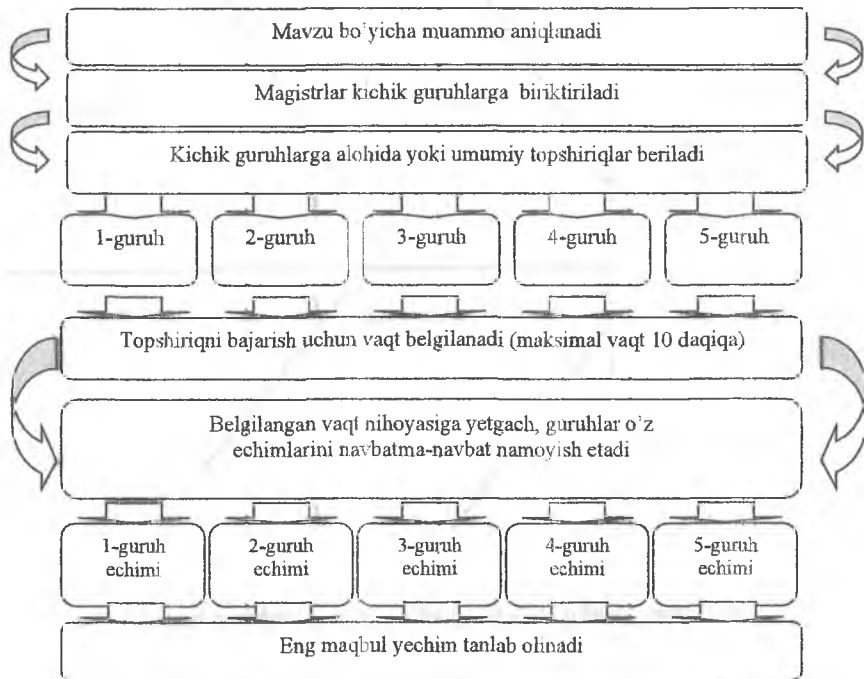 Mavzu bo'yicha muammo aniqlanadi
Magistrlar kichik guruhlarga biriktiriladi
Kichik guruhlarga alohida yoki umumiy topshiriqlar beriladi
1-guruh
2-guruh
3-guruh
4-guruh
5-guruh
Topshiriqni bajarish uchun vaqt belgilanadi (maksimal vaqt 10 daqiqa)
Belgilangan vaqt nihoyasiga yetgach, guruhlar o'z
echimlarini navbatma-navbat namoyish etadi
1-guruh
echimi
2-guruh
echimi
3-guruh
echimi
4-guruh
echimi
5-guruh
echimi
Eng maqbul yechim tanlab olinadi